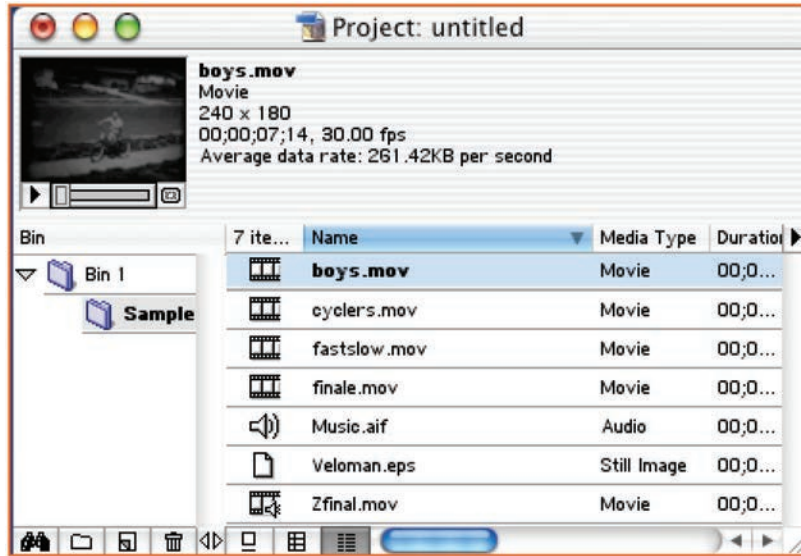 Project: untitled
boys.mov
Movie
240 x 180
00;00;07;14, 30.00 fps
Average data rate: 261.42KB per second
Bin 7 ite... Name Media Type Duration
Bin 1
Sample
boys.mov Movie 00;0...
cyclers.mov Movie 00;0...
fastslow.mov Movie 00;0...
finale.mov Movie 00;0...
Music.aif Audio 00;0...
Veloman.eps Still Image 00;0...
Zfinal.mov Movie 00;0...